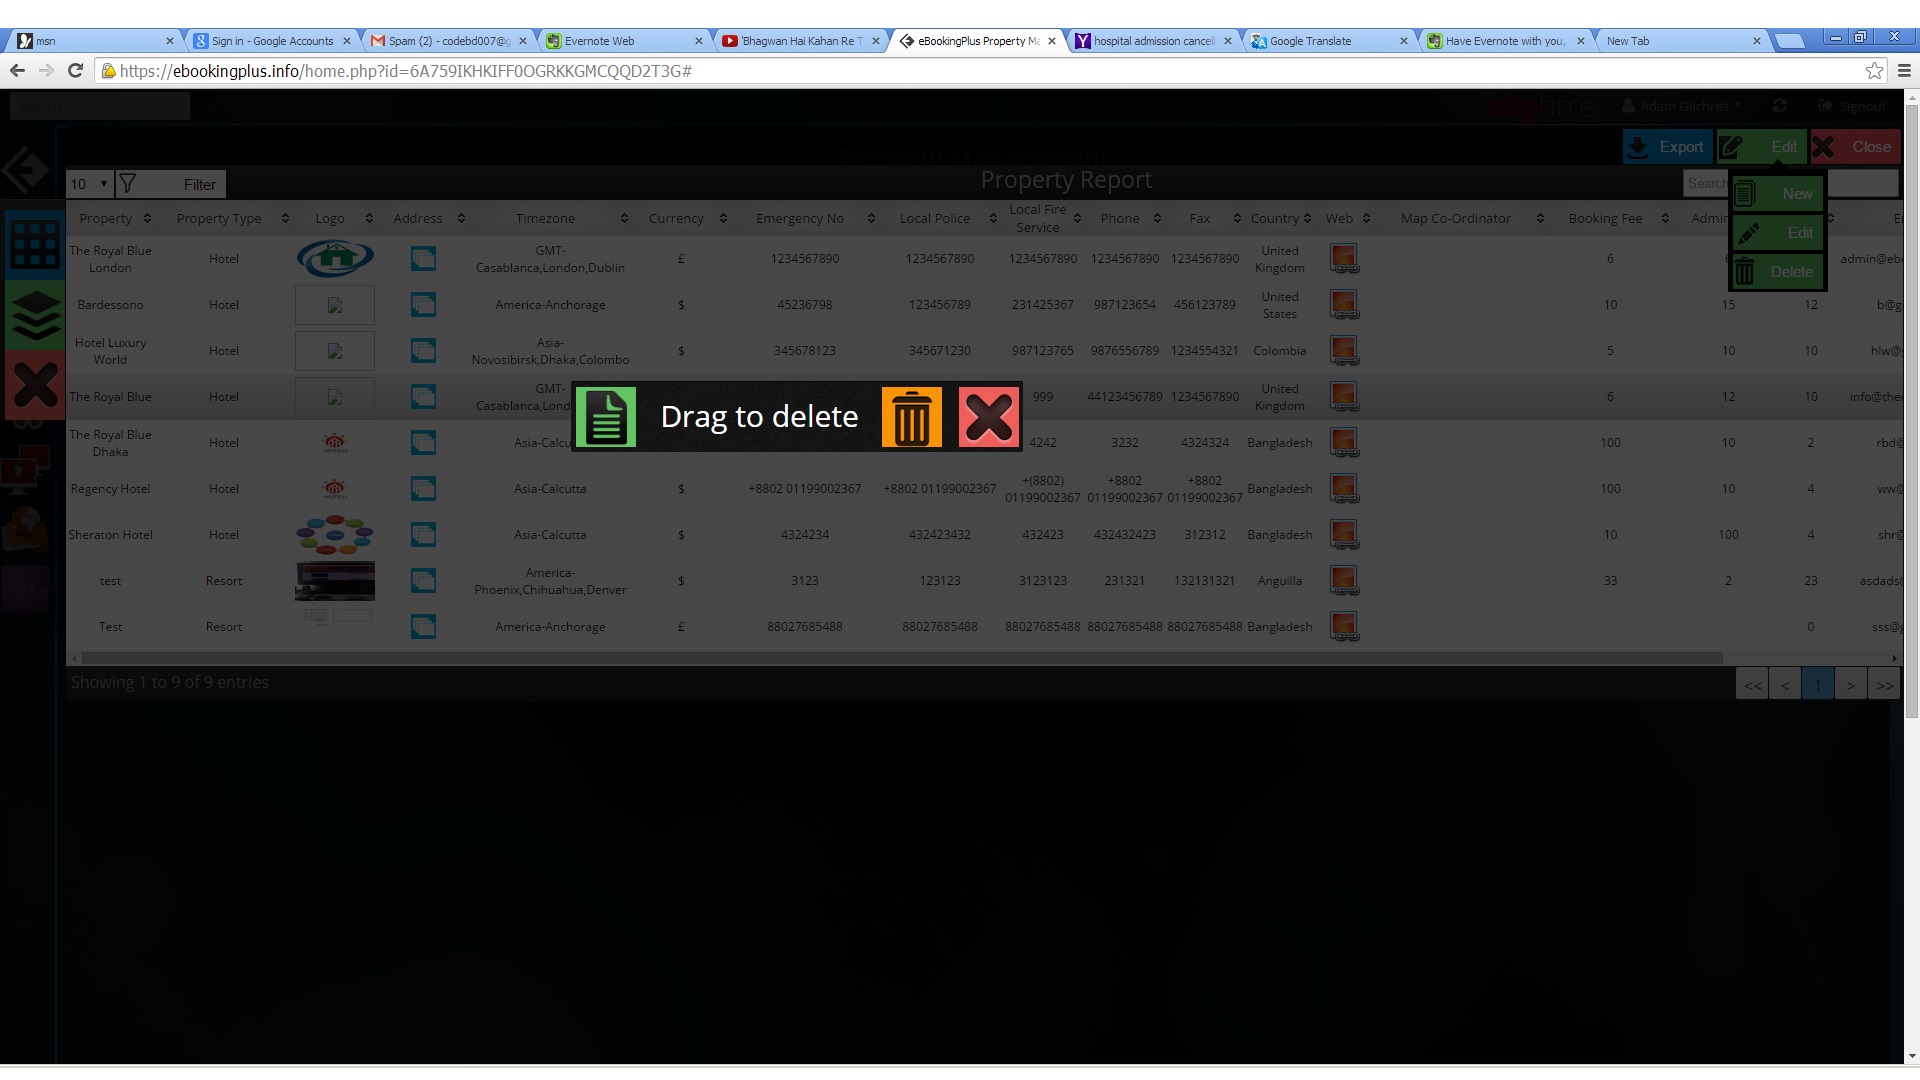 msn
Sign in - Google Accounts
Spam (2) - codebd007@g
Evernote Web
'Bhagwan Hai Kahan Re T
eBookingPlus Property Ma
hospital admission cancell
Google Translate
Have Evernote with you,
New Tab
https://ebookingplus.info/home.php?id=6A759IKHKIFF0OGRKKGMCQQD2T3G#
Search
ebphms
Adam Gilchrist
Signout
Property Management
Export
Edit
Close
10
Filter
Property Report
Search
New
Edit
Delete
Property Property Type Logo Address Timezone Currency Emergency No Local Police Local Fire Service Phone Fax Country Web Map Co-Ordinator Booking Fee Admin
The Royal Blue London Hotel GMT-Casablanca,London,Dublin £ 1234567890 1234567890 1234567890 1234567890 1234567890 United Kingdom 6 admin@ebo
Bardessono Hotel America-Anchorage $ 45236798 123456789 231425367 987123654 456123789 United States 10 15 12 b@g
Hotel Luxury World Hotel Asia-Novosibirsk,Dhaka,Colombo $ 345678123 345671230 987123765 9876556789 1234554321 Colombia 5 10 10 hlw@
The Royal Blue Hotel GMT-Casablanca,Lond 999 44123456789 1234567890 United Kingdom 6 12 10 info@ther
The Royal Blue Dhaka Hotel Asia-Calcu 4242 3232 4324324 Bangladesh 100 10 2 rbd@
Regency Hotel Hotel Asia-Calcutta $ +8802 01199002367 +8802 01199002367 +(8802) 01199002367 +8802 01199002367 +8802 01199002367 Bangladesh 100 10 4 ww@
Sheraton Hotel Hotel Asia-Calcutta $ 4324234 432423432 432423 432432423 312312 Bangladesh 10 100 4 shr@
test Resort America-Phoenix,Chihuahua,Denver $ 3123 123123 3123123 231321 132131321 Anguilla 33 2 23 asdads@
Test Resort America-Anchorage £ 88027685488 88027685488 88027685488 88027685488 88027685488 Bangladesh 0 sss@g
Drag to delete
Showing 1 to 9 of 9 entries
<< < 1 > >>